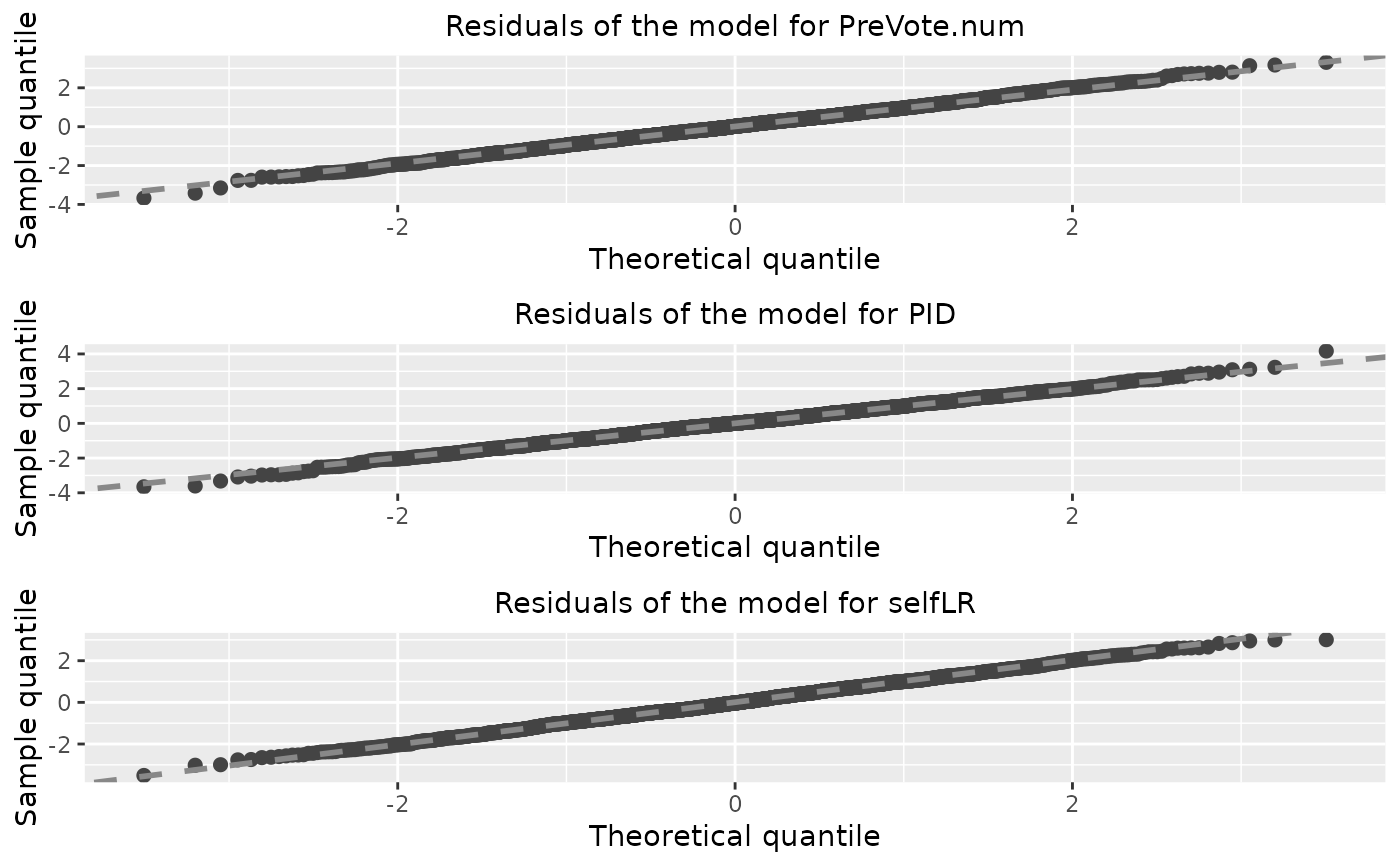 Residuals of the model for PreVote.num
Sample quantile
2
0
-2
-4
-2 0 2
Theoretical quantile
Residuals of the model for PID
Sample quantile
4
2
0
-2
-4
-2 0 2
Theoretical quantile
Residuals of the model for selfLR
Sample quantile
2
0
-2
-2 0 2
Theoretical quantile